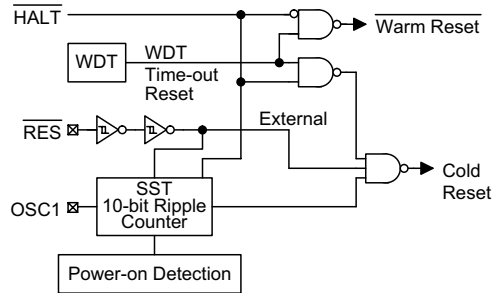 HALT
Warm Reset
WDT
WDT
Time-out
Reset
RES
External
Cold
Reset
SST
10-bit Ripple
Counter
OSC1
Power-on Detection